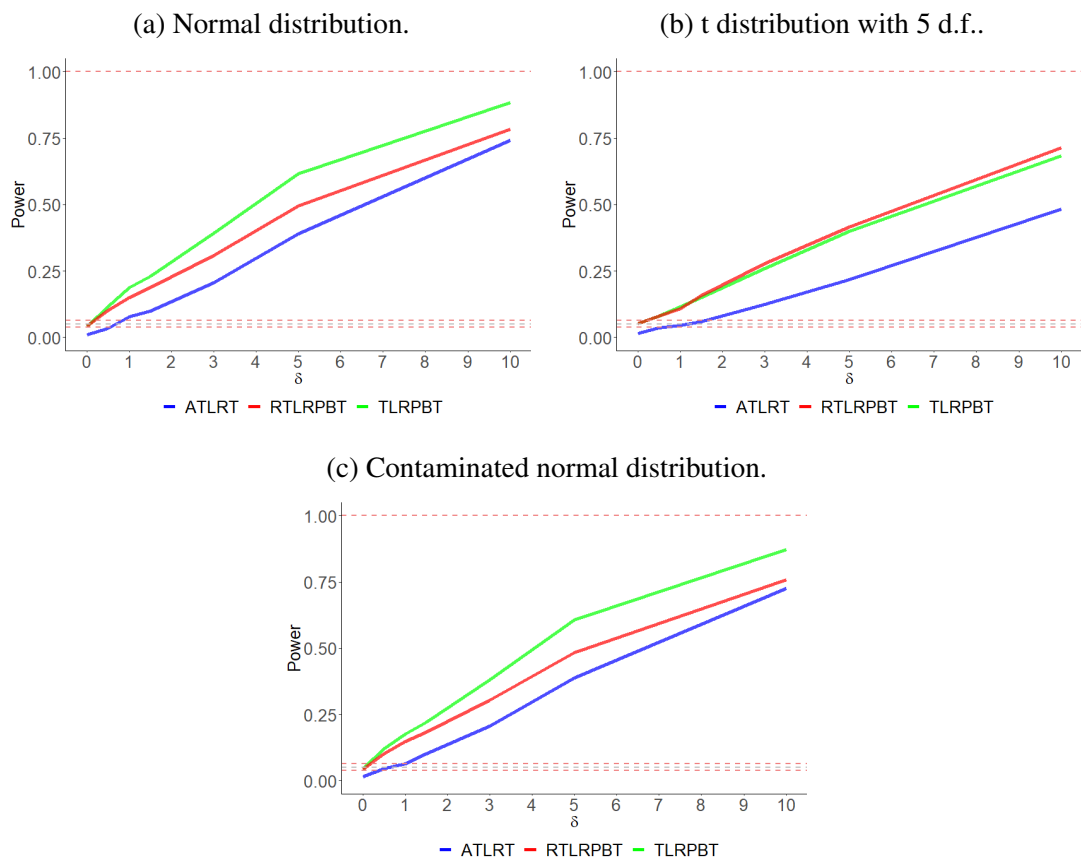 (a) Normal distribution.
1.00
0.75
0.50
0.25
0.00
Power
0 1 2 3 4 5 6 7 8 9 10
δ
ATLRT RTLRPBT TLRPBT
(b) t distribution with 5 d.f..
1.00
0.75
0.50
0.25
0.00
Power
0 1 2 3 4 5 6 7 8 9 10
δ
ATLRT RTLRPBT TLRPBT
(c) Contaminated normal distribution.
1.00
0.75
0.50
0.25
0.00
Power
0 1 2 3 4 5 6 7 8 9 10
δ
ATLRT RTLRPBT TLRPBT